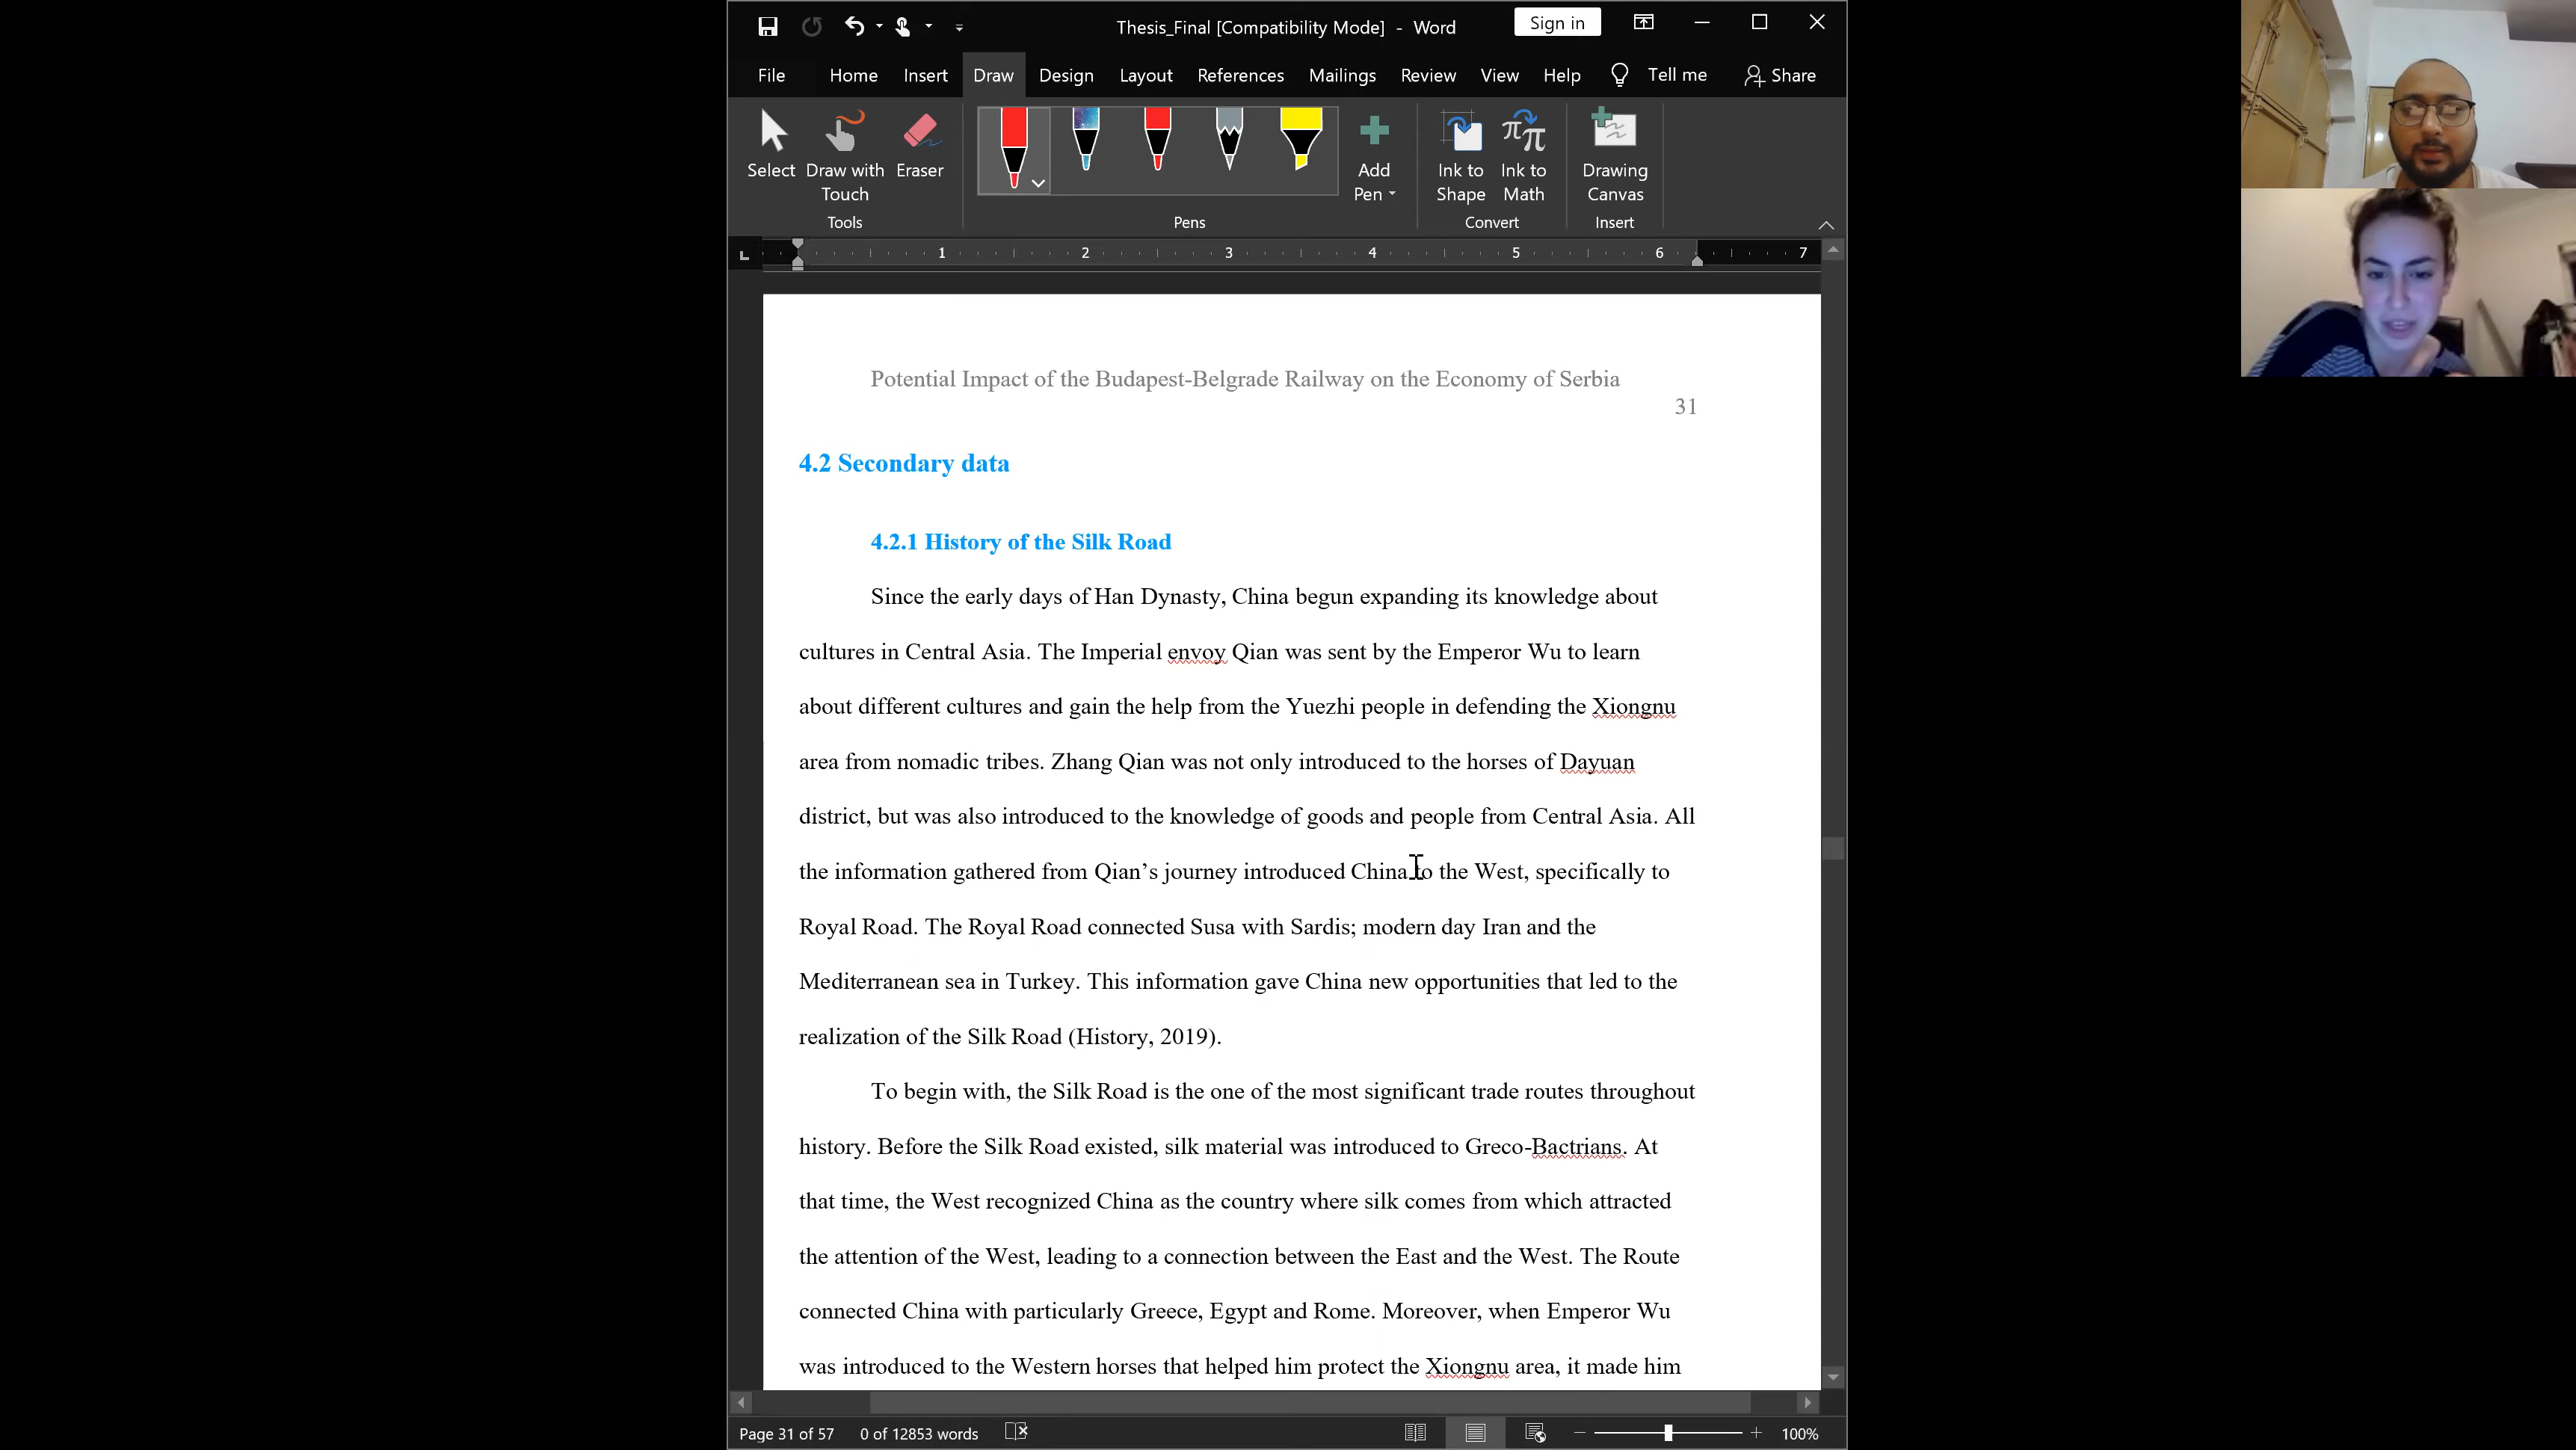 Thesis_Final [Compatibility Mode] - Word
Sign in
File Home Insert Draw Design Layout References Mailings Review View Help Tell me Share
Select
Draw with Touch
Eraser
Add Pen
Ink to Shape
Ink to Math
Drawing Canvas
Tools Pens Convert Insert
1 2 3 4 5 6 7
Potential Impact of the Budapest-Belgrade Railway on the Economy of Serbia
31
4.2 Secondary data
4.2.1 History of the Silk Road
Since the early days of Han Dynasty, China begun expanding its knowledge about
cultures in Central Asia. The Imperial envoy Qian was sent by the Emperor Wu to learn
about different cultures and gain the help from the Yuezhi people in defending the Xiongnu
area from nomadic tribes. Zhang Qian was not only introduced to the horses of Dayuan
district, but was also introduced to the knowledge of goods and people from Central Asia. All
the information gathered from Qian’s journey introduced China to the West, specifically to
Royal Road. The Royal Road connected Susa with Sardis; modern day Iran and the
Mediterranean sea in Turkey. This information gave China new opportunities that led to the
realization of the Silk Road (History, 2019).
To begin with, the Silk Road is the one of the most significant trade routes throughout
history. Before the Silk Road existed, silk material was introduced to Greco-Bactrians. At
that time, the West recognized China as the country where silk comes from which attracted
the attention of the West, leading to a connection between the East and the West. The Route
connected China with particularly Greece, Egypt and Rome. Moreover, when Emperor Wu
was introduced to the Western horses that helped him protect the Xiongnu area, it made him
Page 31 of 57 0 of 12853 words 100%